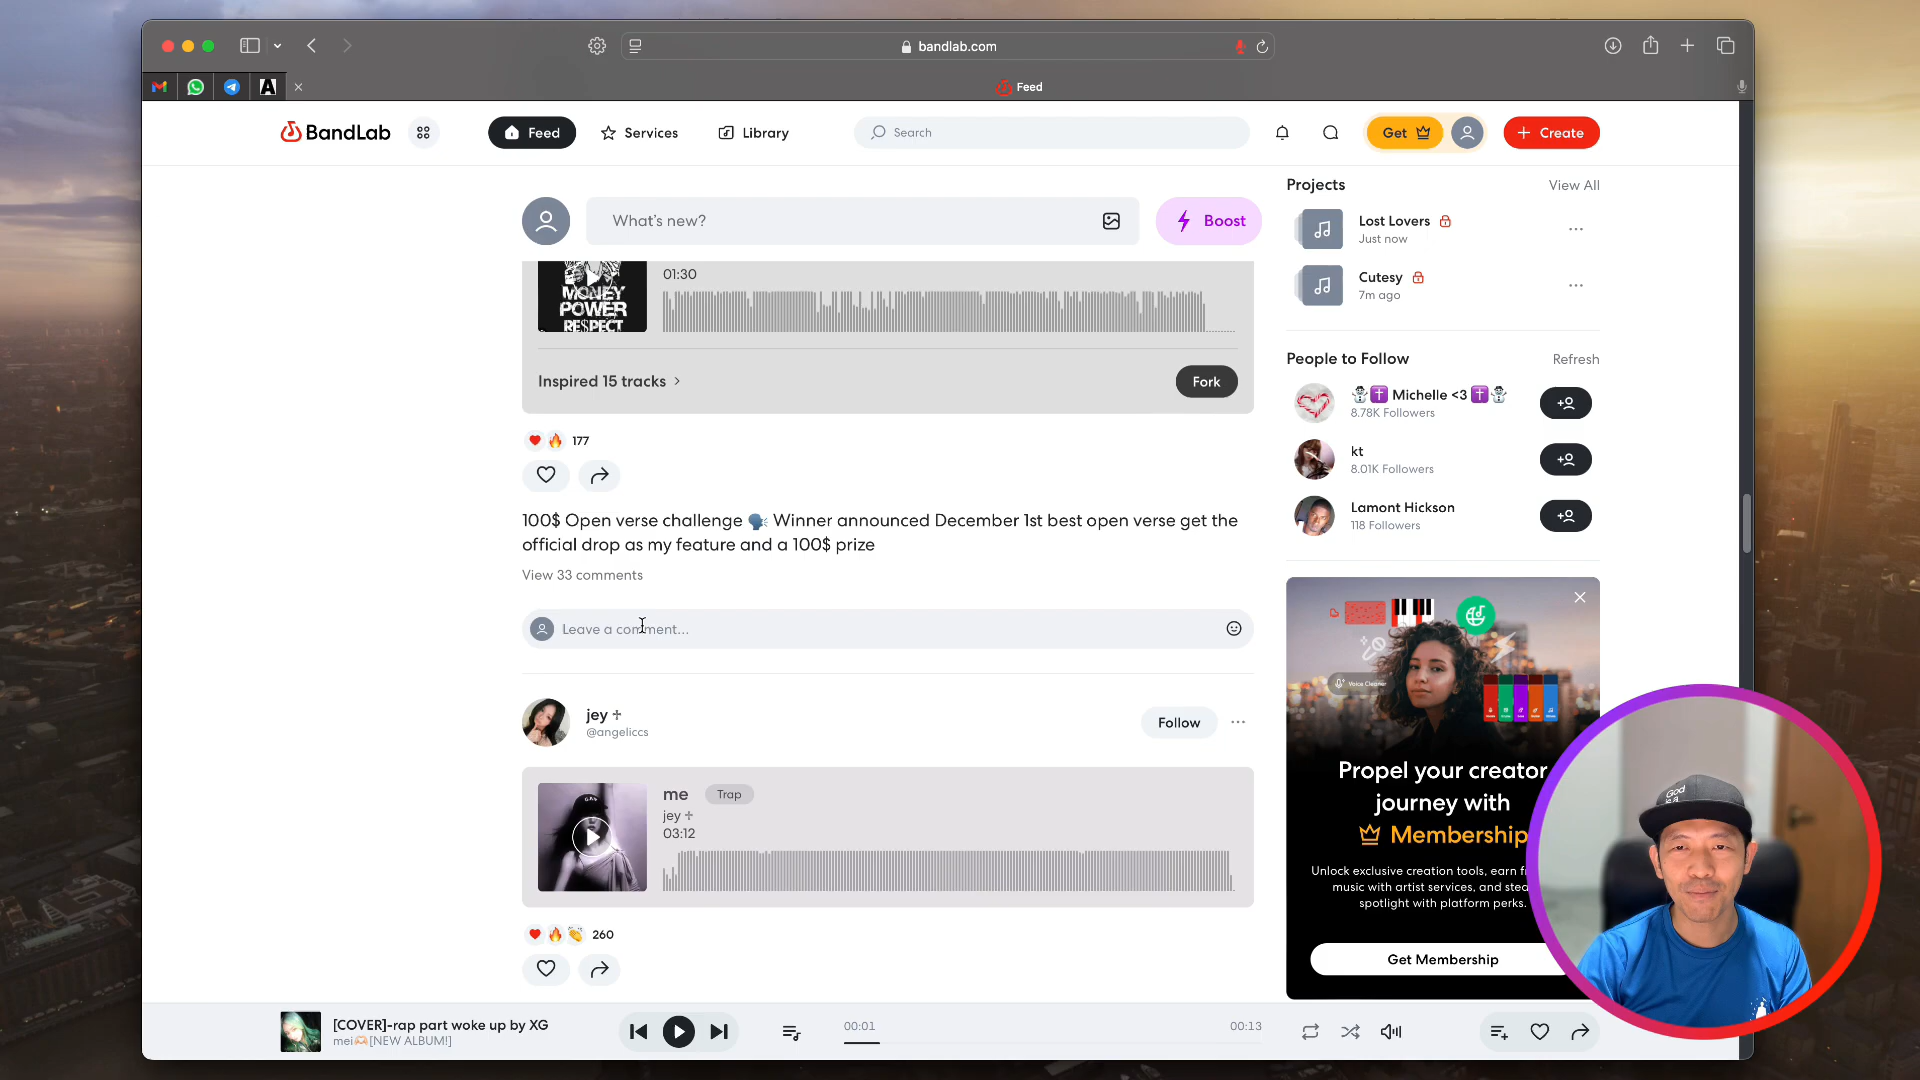 bandlab.com
A
Feed
BandLab
Feed
Services
Library
Search
Get
Create
What's new?
Boost
MONEY
POWER
RE$PECT
01:30
Inspired 15 tracks
Fork
177
100$ Open verse challenge 🗣️ Winner announced December 1st best open verse get the
official drop as my feature and a 100$ prize
View 33 comments
Leave a comment...
jey ♱
@angeliccs
Follow
me
Trap
jey ♱
03:12
260
Projects
View All
Lost Lovers
Just now
Cutesy
7m ago
People to Follow
Refresh
☃️✝️ Michelle <3 ✝️☃️
8.78K Followers
kt
8.01K Followers
Lamont Hickson
118 Followers
Voice Cleaner
Propel your creator
journey with
Membership
Unlock exclusive creation tools, earn f
music with artist services, and stea
spotlight with platform perks.
Get Membership
God
is a
[COVER]-rap part woke up by XG
mei🫶🏻[NEW ALBUM!]
00:01
00:13